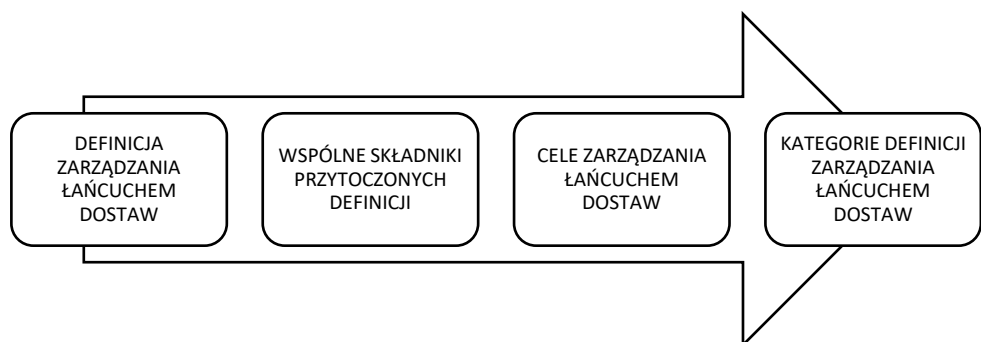 DEFINICJA
ZARZĄDZANIA
ŁAŃCUCHEM
DOSTAW
WSPÓLNE SKŁADNIKI
PRZYTOCZONYCH
DEFINICJI
CELE ZARZĄDZANIA
ŁAŃCUCHEM
DOSTAW
KATEGORIE DEFINICJI
ZARZĄDZANIA
ŁAŃCUCHEM
DOSTAW